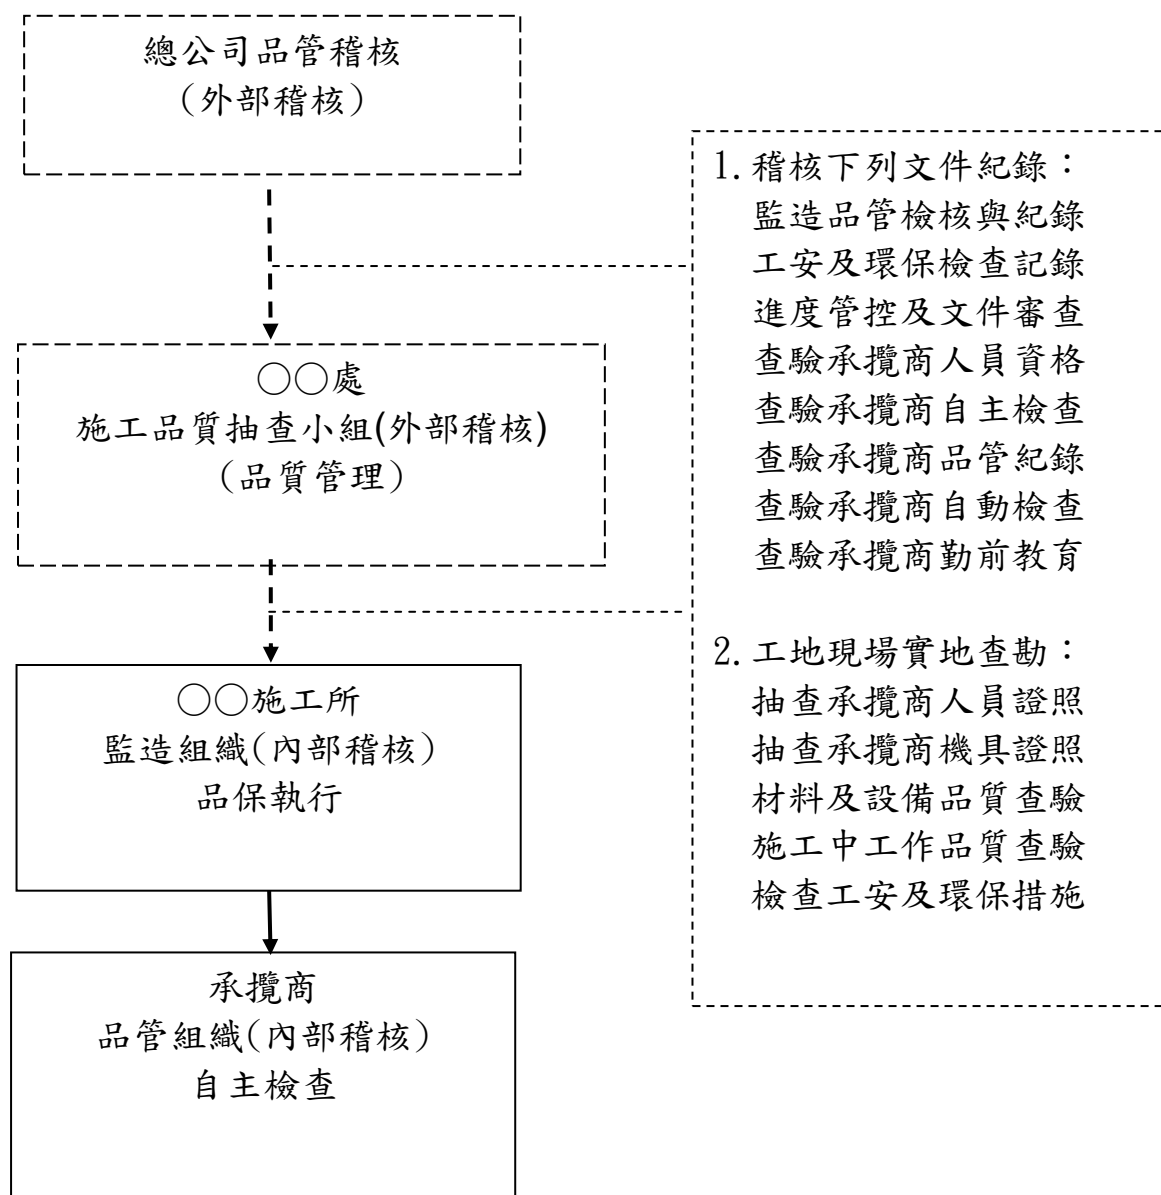 總公司品管稽核
(外部稽核)
○○處
施工品質抽查小組(外部稽核)
(品質管理)
○○施工所
監造組織(內部稽核)
品保執行
承攬商
品管組織(內部稽核)
自主檢查
1.稽核下列文件紀錄：
監造品管檢核與紀錄
工安及環保檢查記錄
進度管控及文件審查
查驗承攬商人員資格
查驗承攬商自主檢查
查驗承攬商品管紀錄
查驗承攬商自動檢查
查驗承攬商勤前教育
2.工地現場實地查勘：
抽查承攬商人員證照
抽查承攬商機具證照
材料及設備品質查驗
施工中工作品質查驗
檢查工安及環保措施